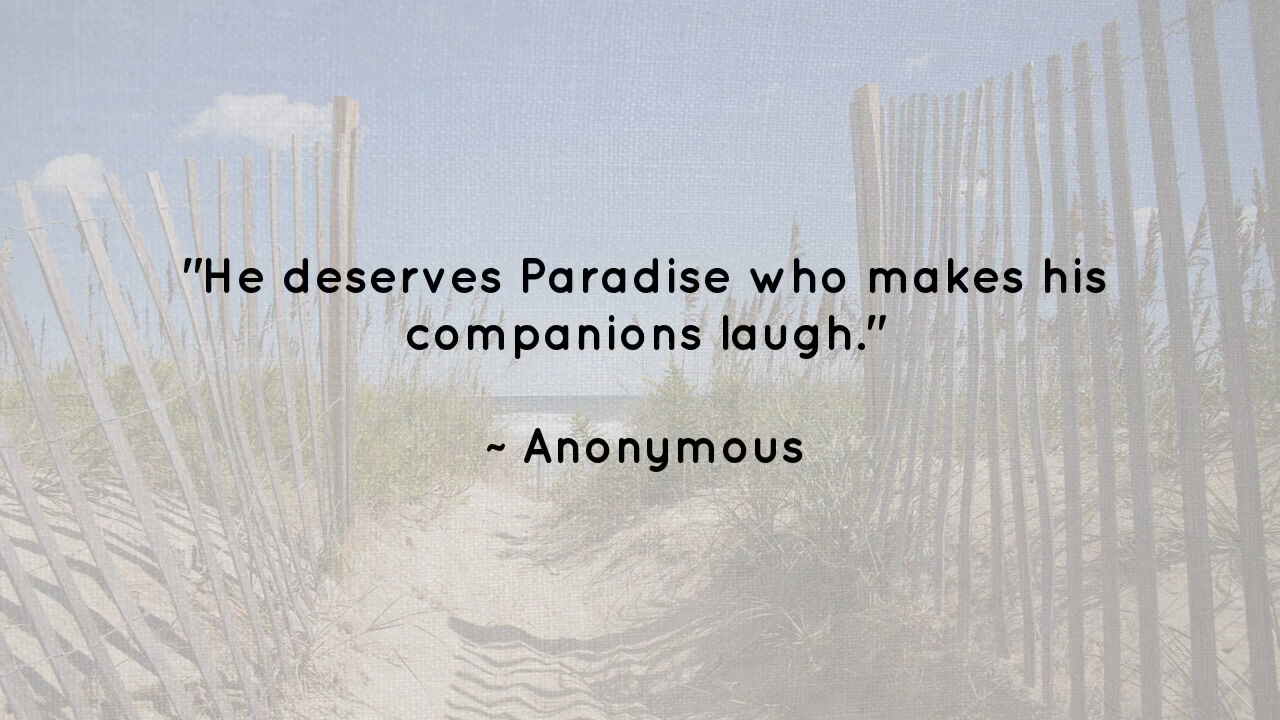 "He deserves Paradise who makes his
companions laugh."
~ Anonymous